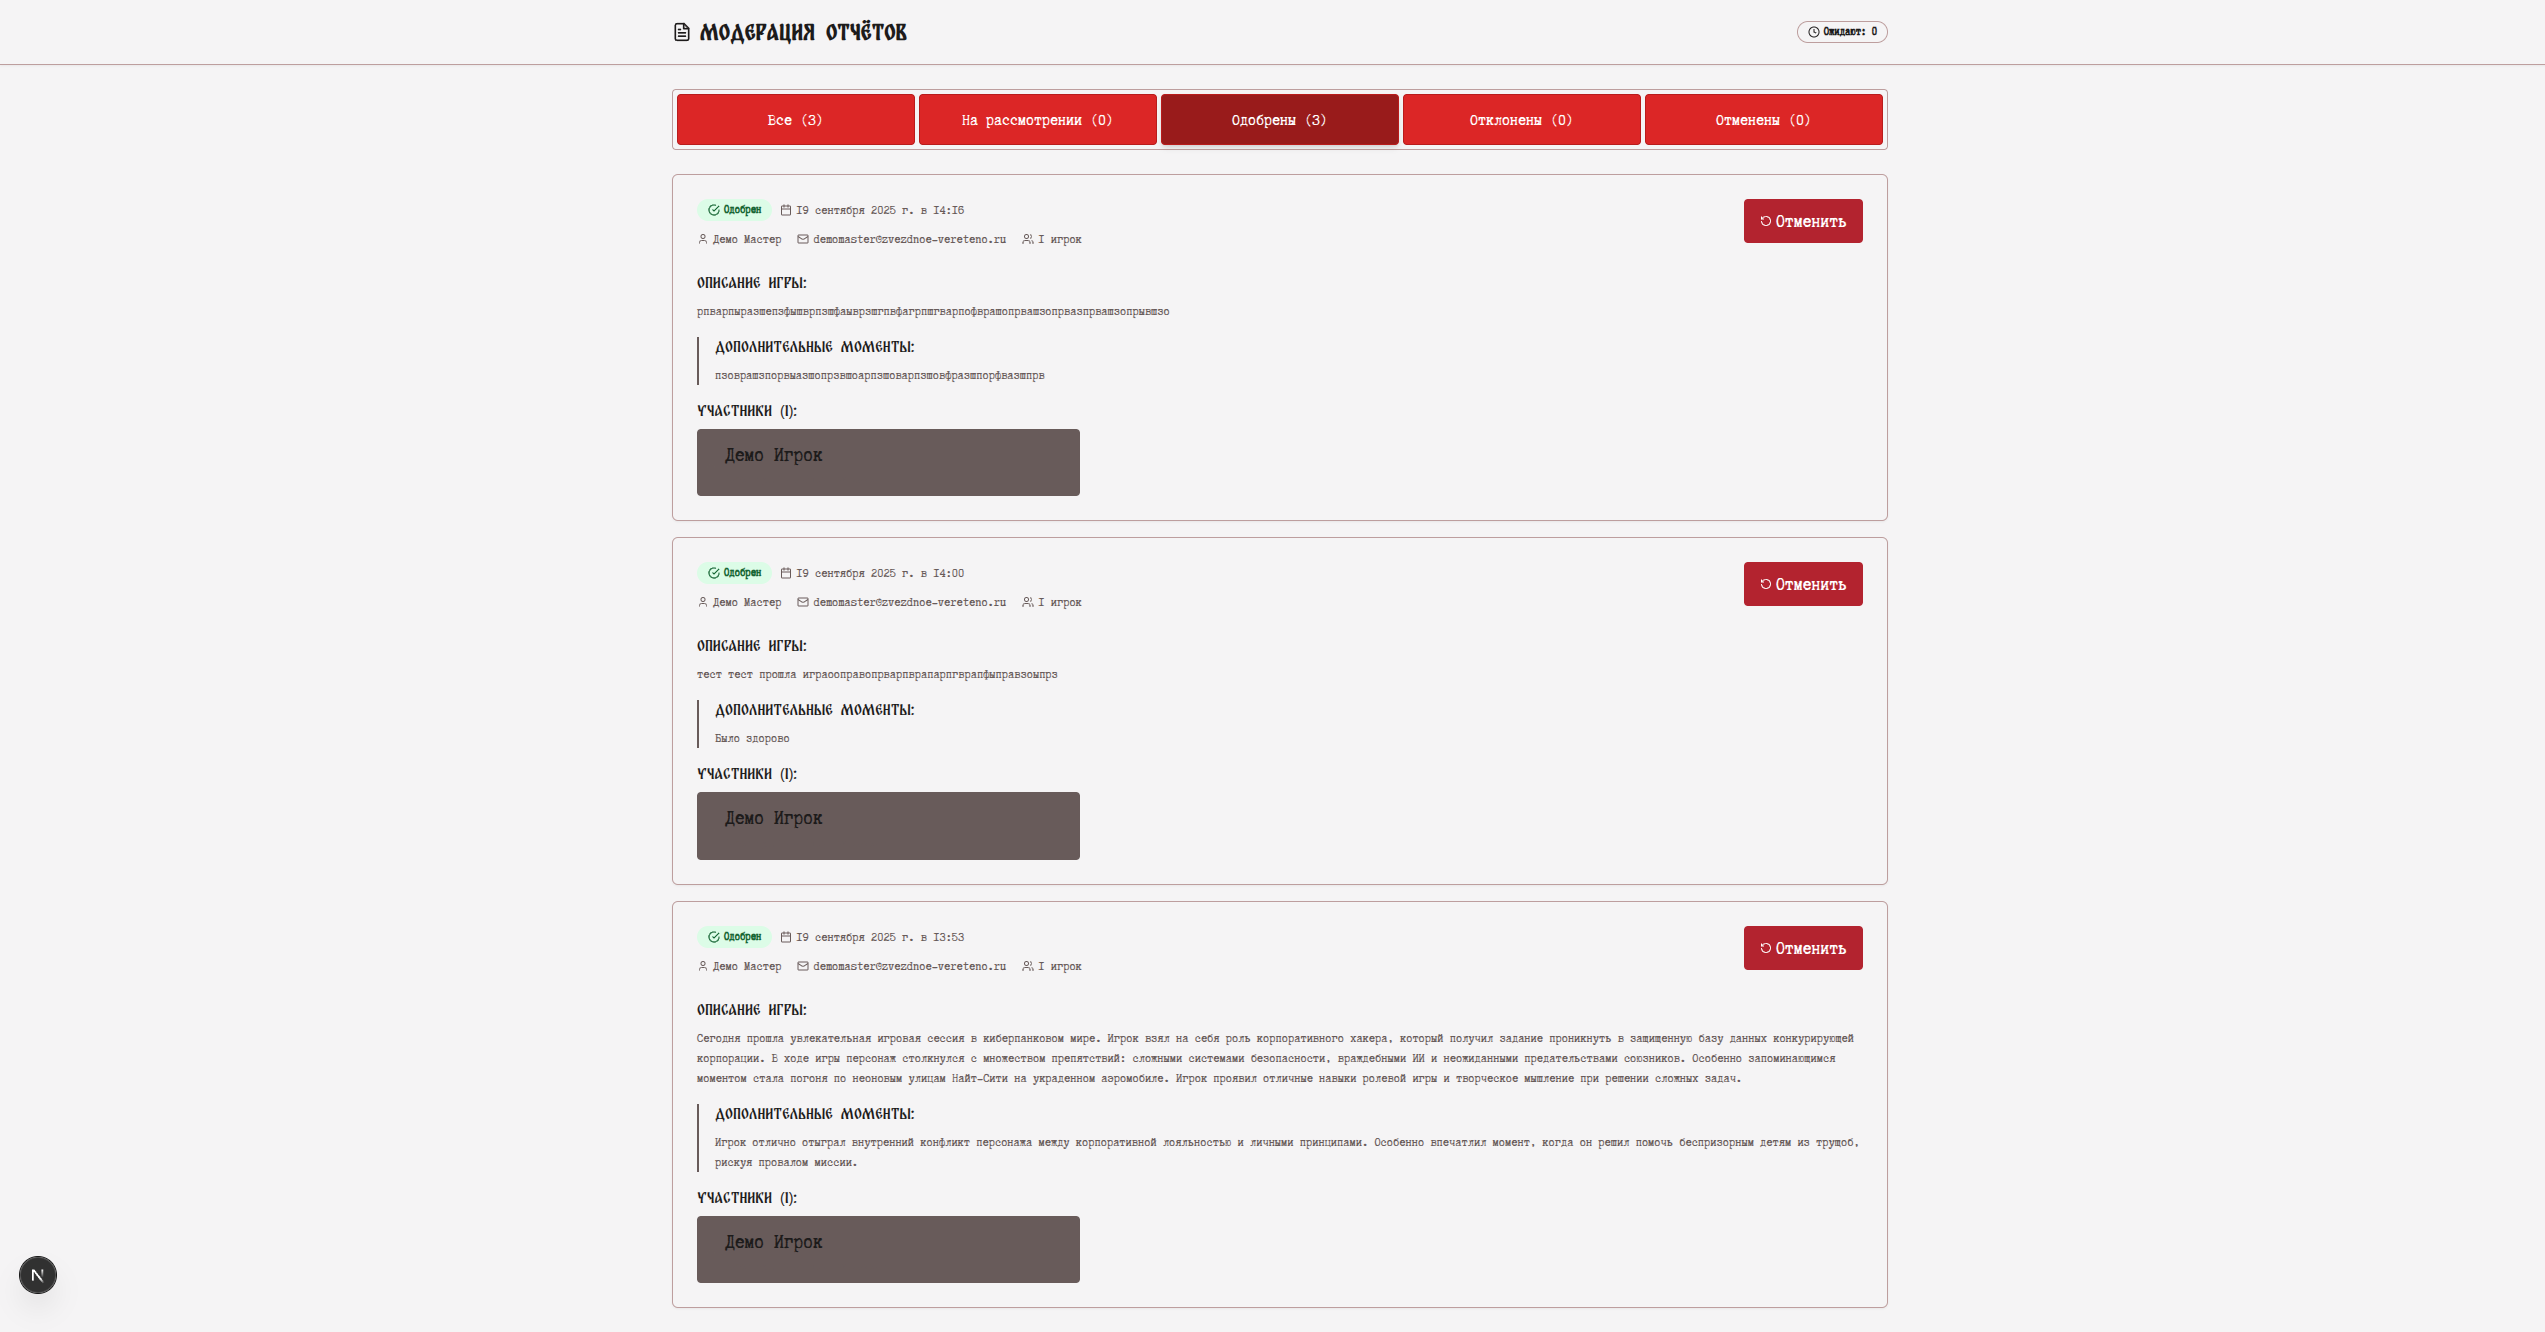 МОДЕРАЦИЯ ОТЧЁТОВ
Ожидают: 0
Все (3)
На рассмотрении (0)
Одобрены (3)
Отклонены (0)
Отменены (0)
Одобрен 19 сентября 2025 г. в 14:16
Отменить
Демо Мастер demomaster@zvezdnoe-vereteno.ru 1 игрок
ОПИСАНИЕ ИГРЫ:
ДОПОЛНИТЕЛЬНЫЕ МОМЕНТЫ:
УЧАСТНИКИ (1):
Демо Игрок
Одобрен 19 сентября 2025 г. в 14:00
Отменить
Демо Мастер demomaster@zvezdnoe-vereteno.ru 1 игрок
ОПИСАНИЕ ИГРЫ:
тест тест прошла
ДОПОЛНИТЕЛЬНЫЕ МОМЕНТЫ:
Было здорово
УЧАСТНИКИ (1):
Демо Игрок
Одобрен 19 сентября 2025 г. в 13:53
Отменить
Демо Мастер demomaster@zvezdnoe-vereteno.ru 1 игрок
ОПИСАНИЕ ИГРЫ:
Сегодня прошла увлекательная игровая сессия в киберпанковом мире. Игрок взял на себя роль корпоративного хакера, который получил задание проникнуть в защищенную базу данных конкурирующей
корпорации. В ходе игры персонаж столкнулся с множеством препятствий: сложными системами безопасности, враждебными ИИ и неожиданными предательствами союзников. Особенно запоминающимся
моментом стала погоня по неоновым улицам Найт-Сити на украденном аэромобиле. Игрок проявил отличные навыки ролевой игры и творческое мышление при решении сложных задач.
ДОПОЛНИТЕЛЬНЫЕ МОМЕНТЫ:
Игрок отлично отыграл внутренний конфликт персонажа между корпоративной лояльностью и личными принципами. Особенно впечатлил момент, когда он решил помочь беспризорным детям из трущоб,
рискуя провалом миссии.
УЧАСТНИКИ (1):
Демо Игрок
N